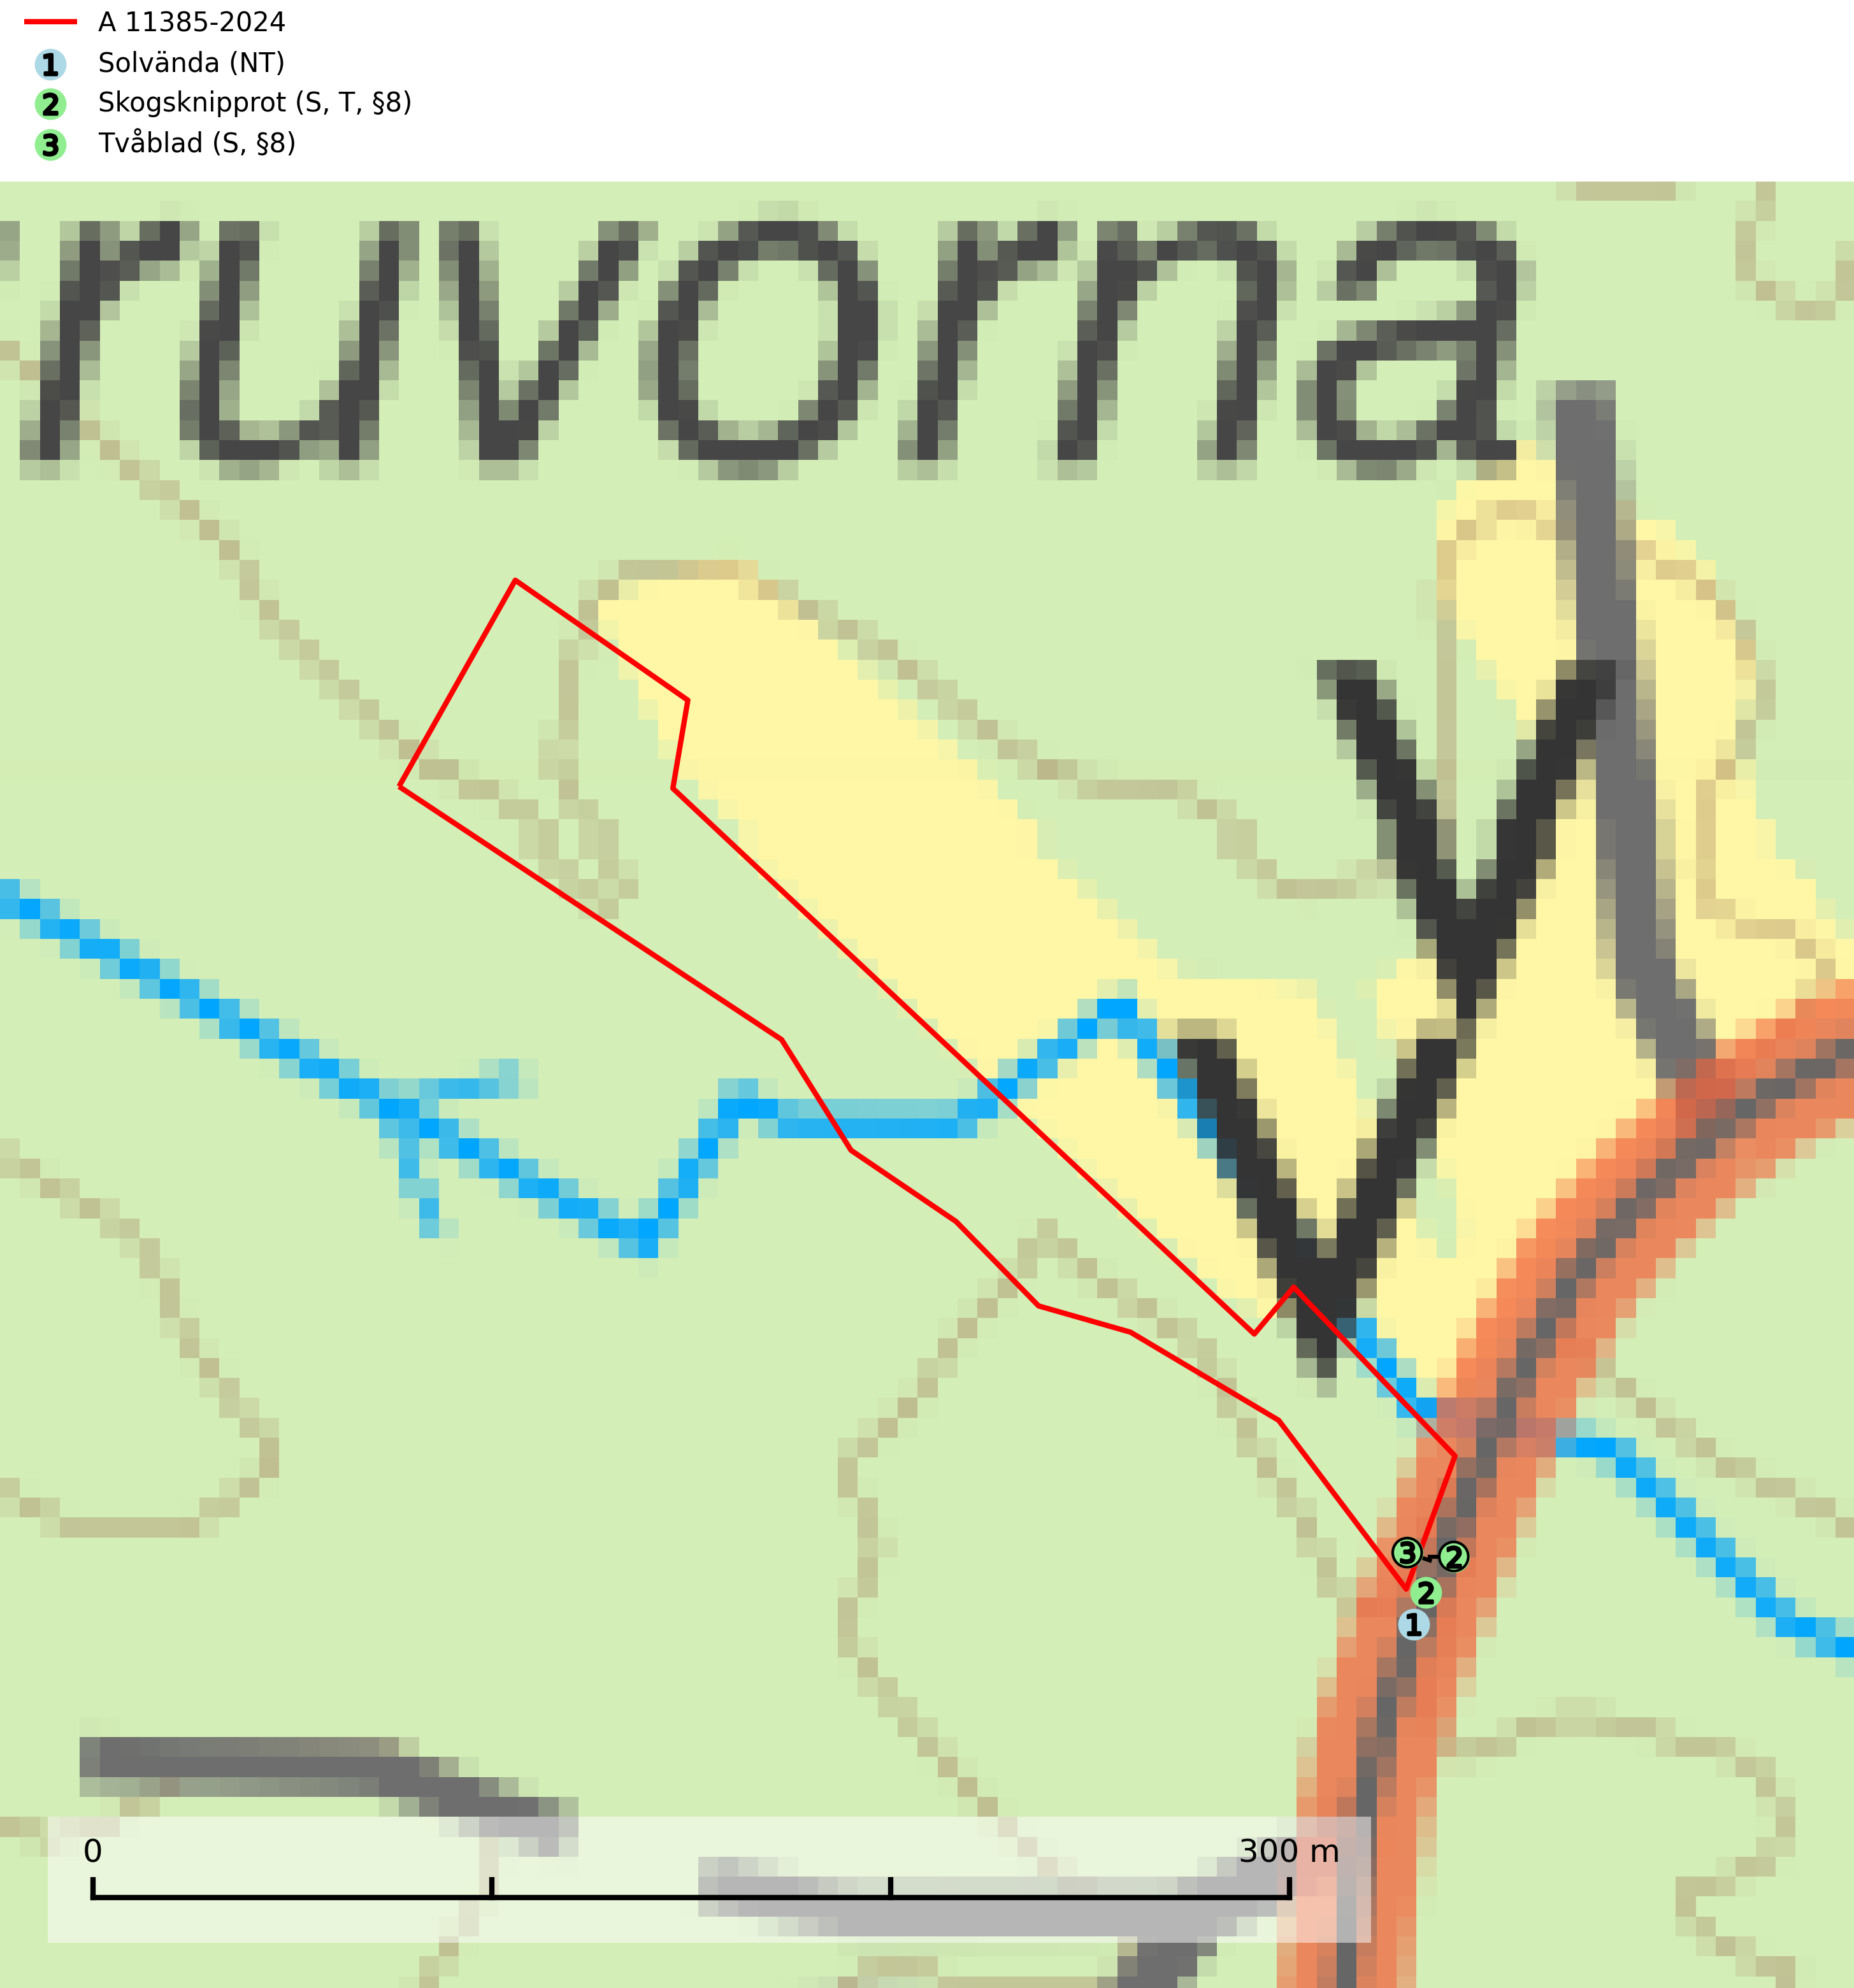 A 11385-2024
1 Solvända (NT)
2 Skogsknipprot (S, T, §8)
3 Tvåblad (S, §8)
ruvorna
3 2
2
1
0 300 m